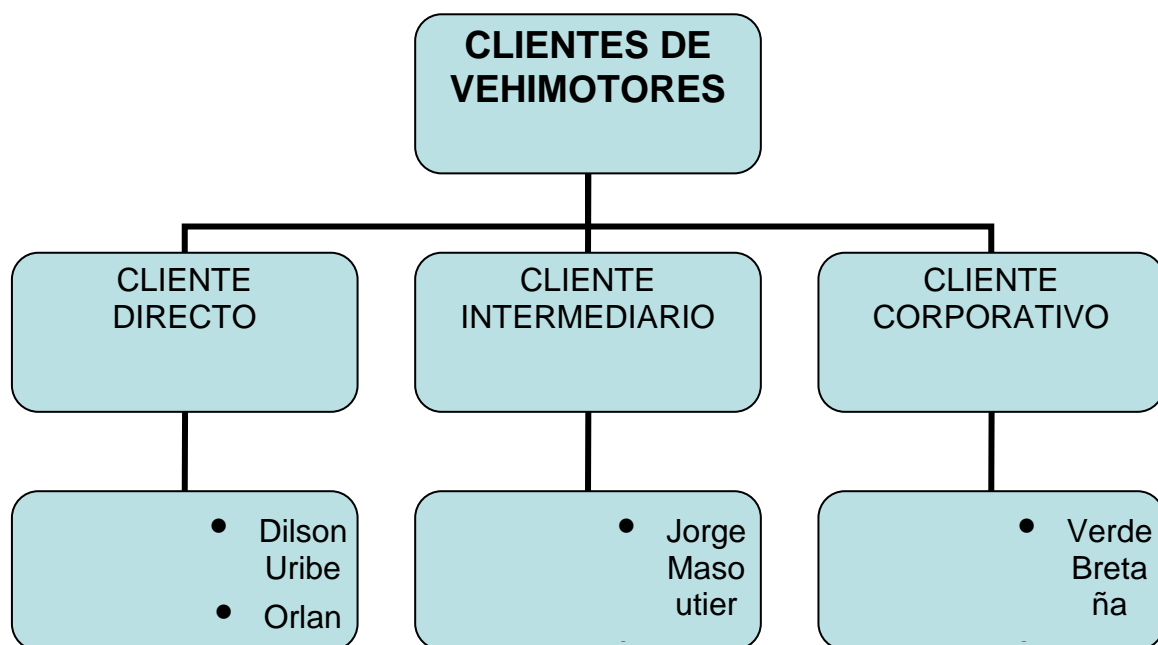 CLIENTES DE
VEHIMOTORES
CLIENTE
DIRECTO
CLIENTE
INTERMEDIARIO
CLIENTE
CORPORATIVO
• Dilson
Uribe
• Orlan
• Jorge
Maso
utier
• Verde
Breta
ña